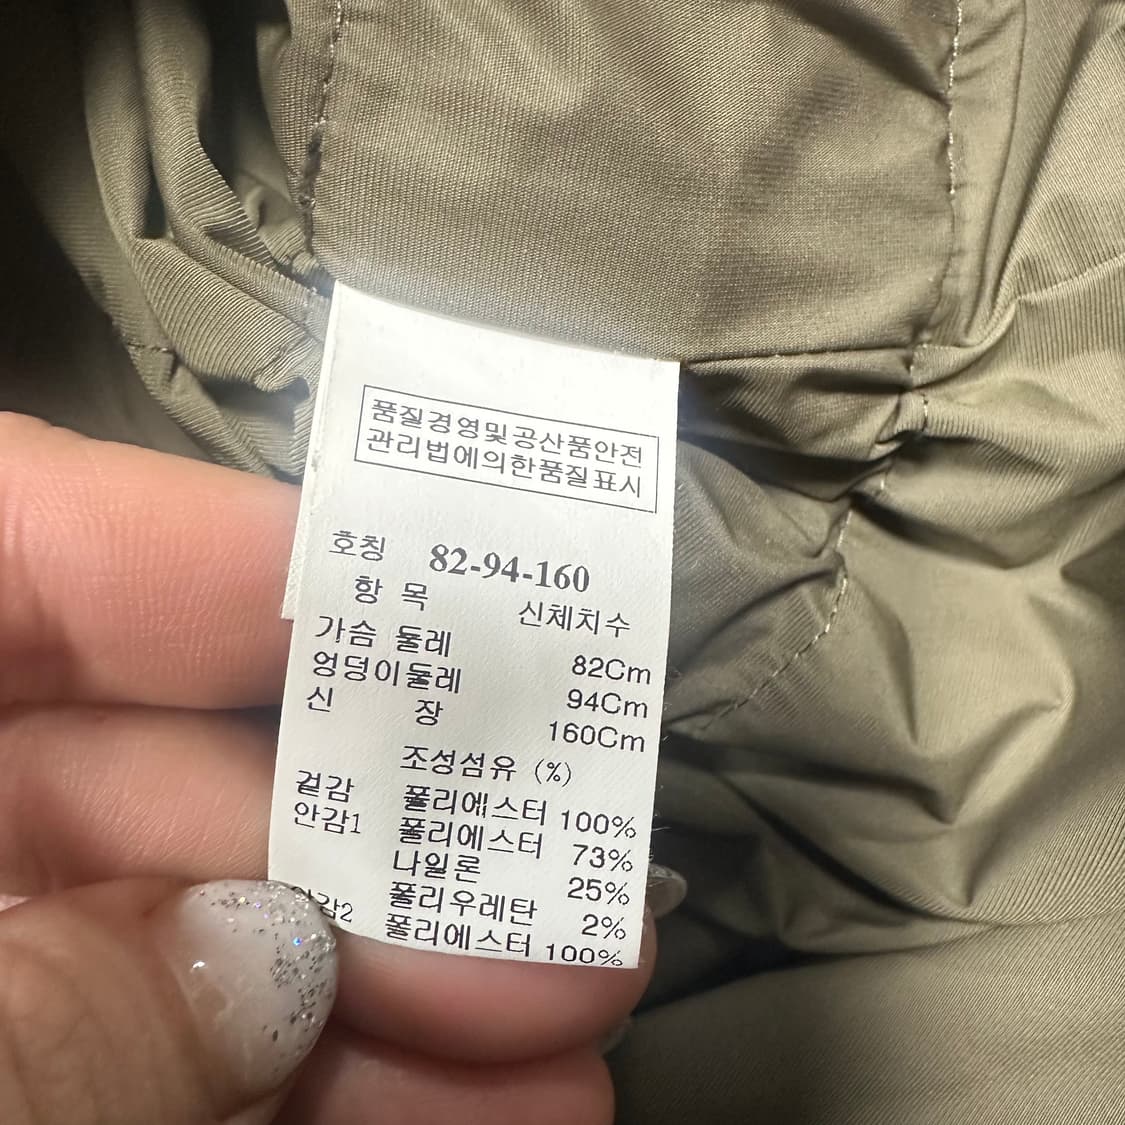 품질경영및공산품안전
관리법에의한품질표시
호칭 82-94-160
항 목 신체치수
가슴 둘레 82Cm
엉덩이둘레 94Cm
신 장 160Cm
조성섬유 (%)
겉감 폴리에스터 100%
안감1 폴리에스터 73%
나일론 25%
폴리우레탄 2%
안감2 폴리에스터 100%